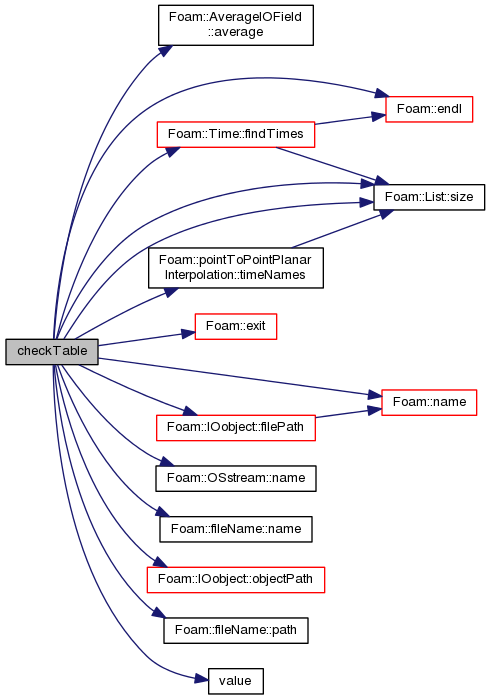 Foam::AverageIOField
::average
Foam::endl
Foam::Time::findTimes
Foam::List::size
Foam::pointToPointPlanar
Interpolation::timeNames
Foam::exit
checkTable
Foam::name
Foam::IOobject::filePath
Foam::OSstream::name
Foam::fileName::name
Foam::IOobject::objectPath
Foam::fileName::path
value